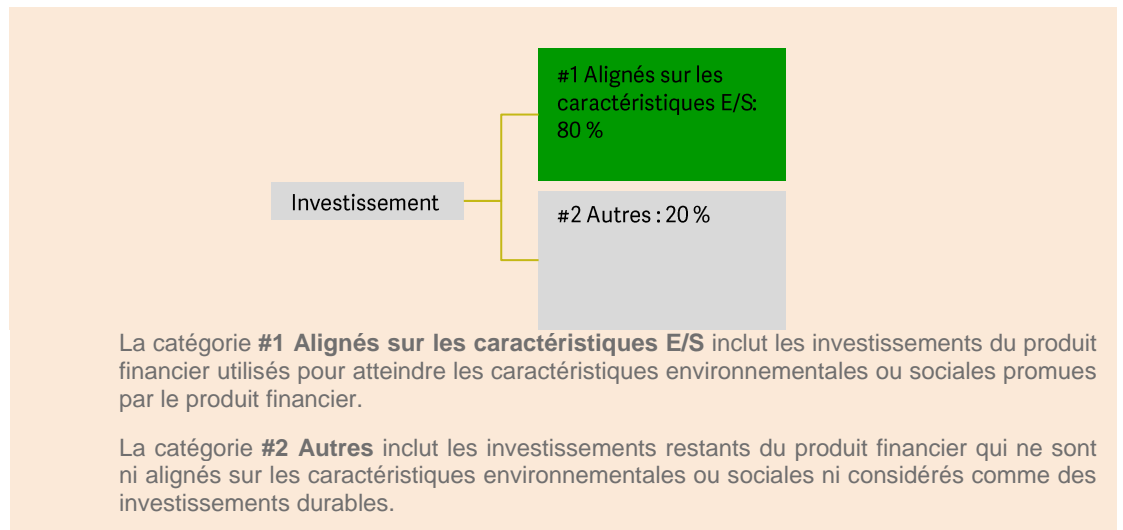 #1 Alignés sur les
caractéristiques E/S:
80 %
Investissement
#2 Autres : 20 %
La catégorie #1 Alignés sur les caractéristiques E/S inclut les investissements du produit
financier utilisés pour atteindre les caractéristiques environnementales ou sociales promues
par le produit financier.
La catégorie #2 Autres inclut les investissements restants du produit financier qui ne sont
ni alignés sur les caractéristiques environnementales ou sociales ni considérés comme des
investissements durables.